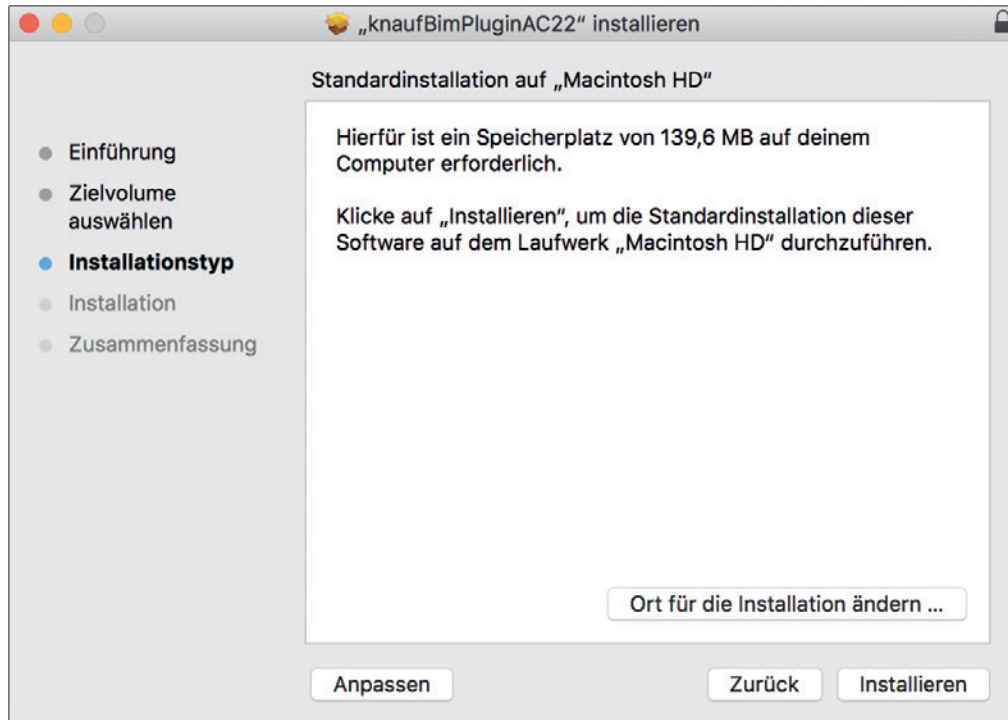 „knaufBimPluginAC22“ installieren
Standardinstallation auf „Macintosh HD“
Einführung
Zielvolume
auswählen
Installationstyp
Installation
Zusammenfassung
Hierfür ist ein Speicherplatz von 139,6 MB auf deinem
Computer erforderlich.
Klicke auf „Installieren“, um die Standardinstallation dieser
Software auf dem Laufwerk „Macintosh HD“ durchzuführen.
Ort für die Installation ändern ...
Anpassen
Zurück
Installieren